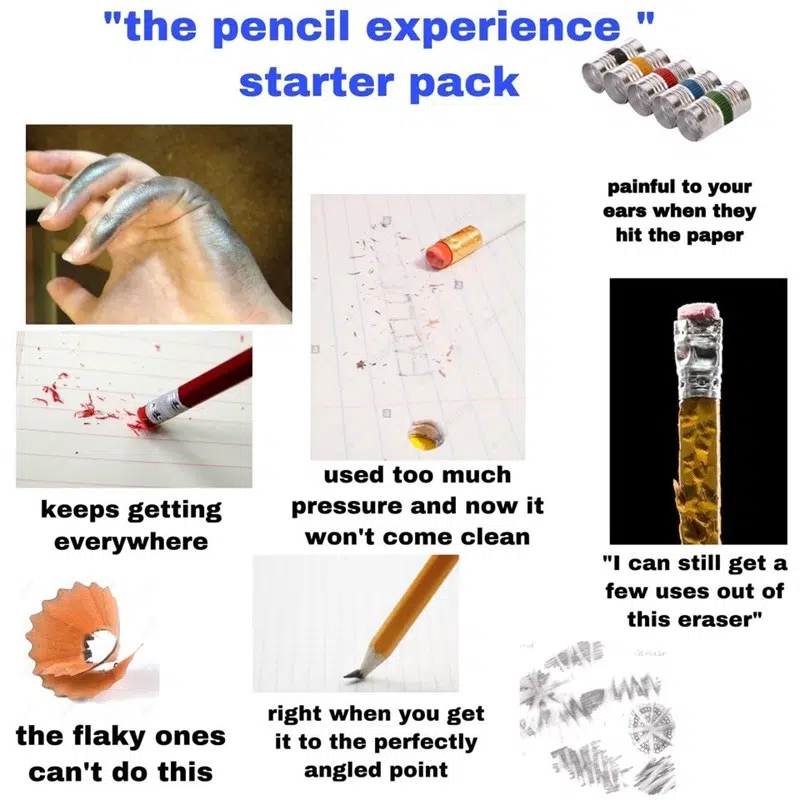 "the pencil experience "
starter pack
painful to your
ears when they
hit the paper
keeps getting
everywhere
used too much
pressure and now it
won't come clean
"I can still get a
few uses out of
this eraser"
the flaky ones
can't do this
right when you get
it to the perfectly
angled point